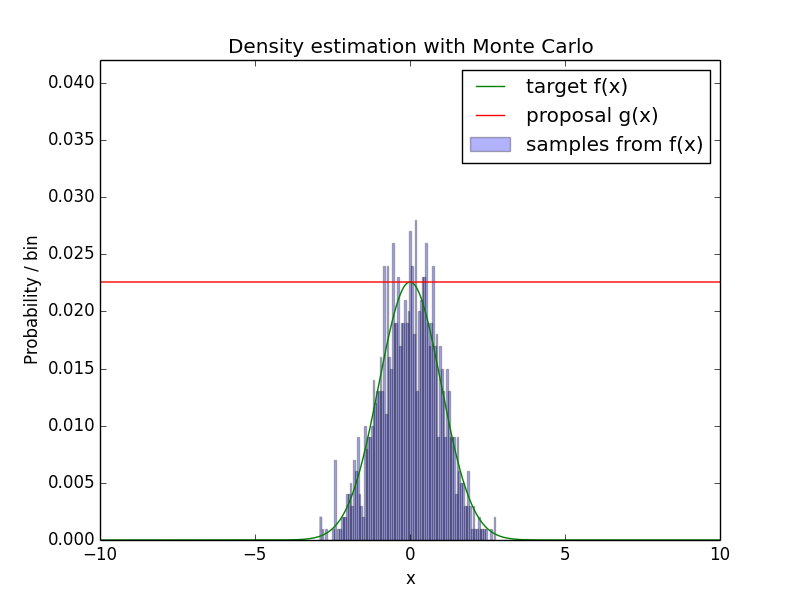 Density estimation with Monte Carlo
target f(x)
proposal g(x)
samples from f(x)
Probability / bin
0.040
0.035
0.030
0.025
0.020
0.015
0.010
0.005
0.000
−10
−5
0
5
10
x